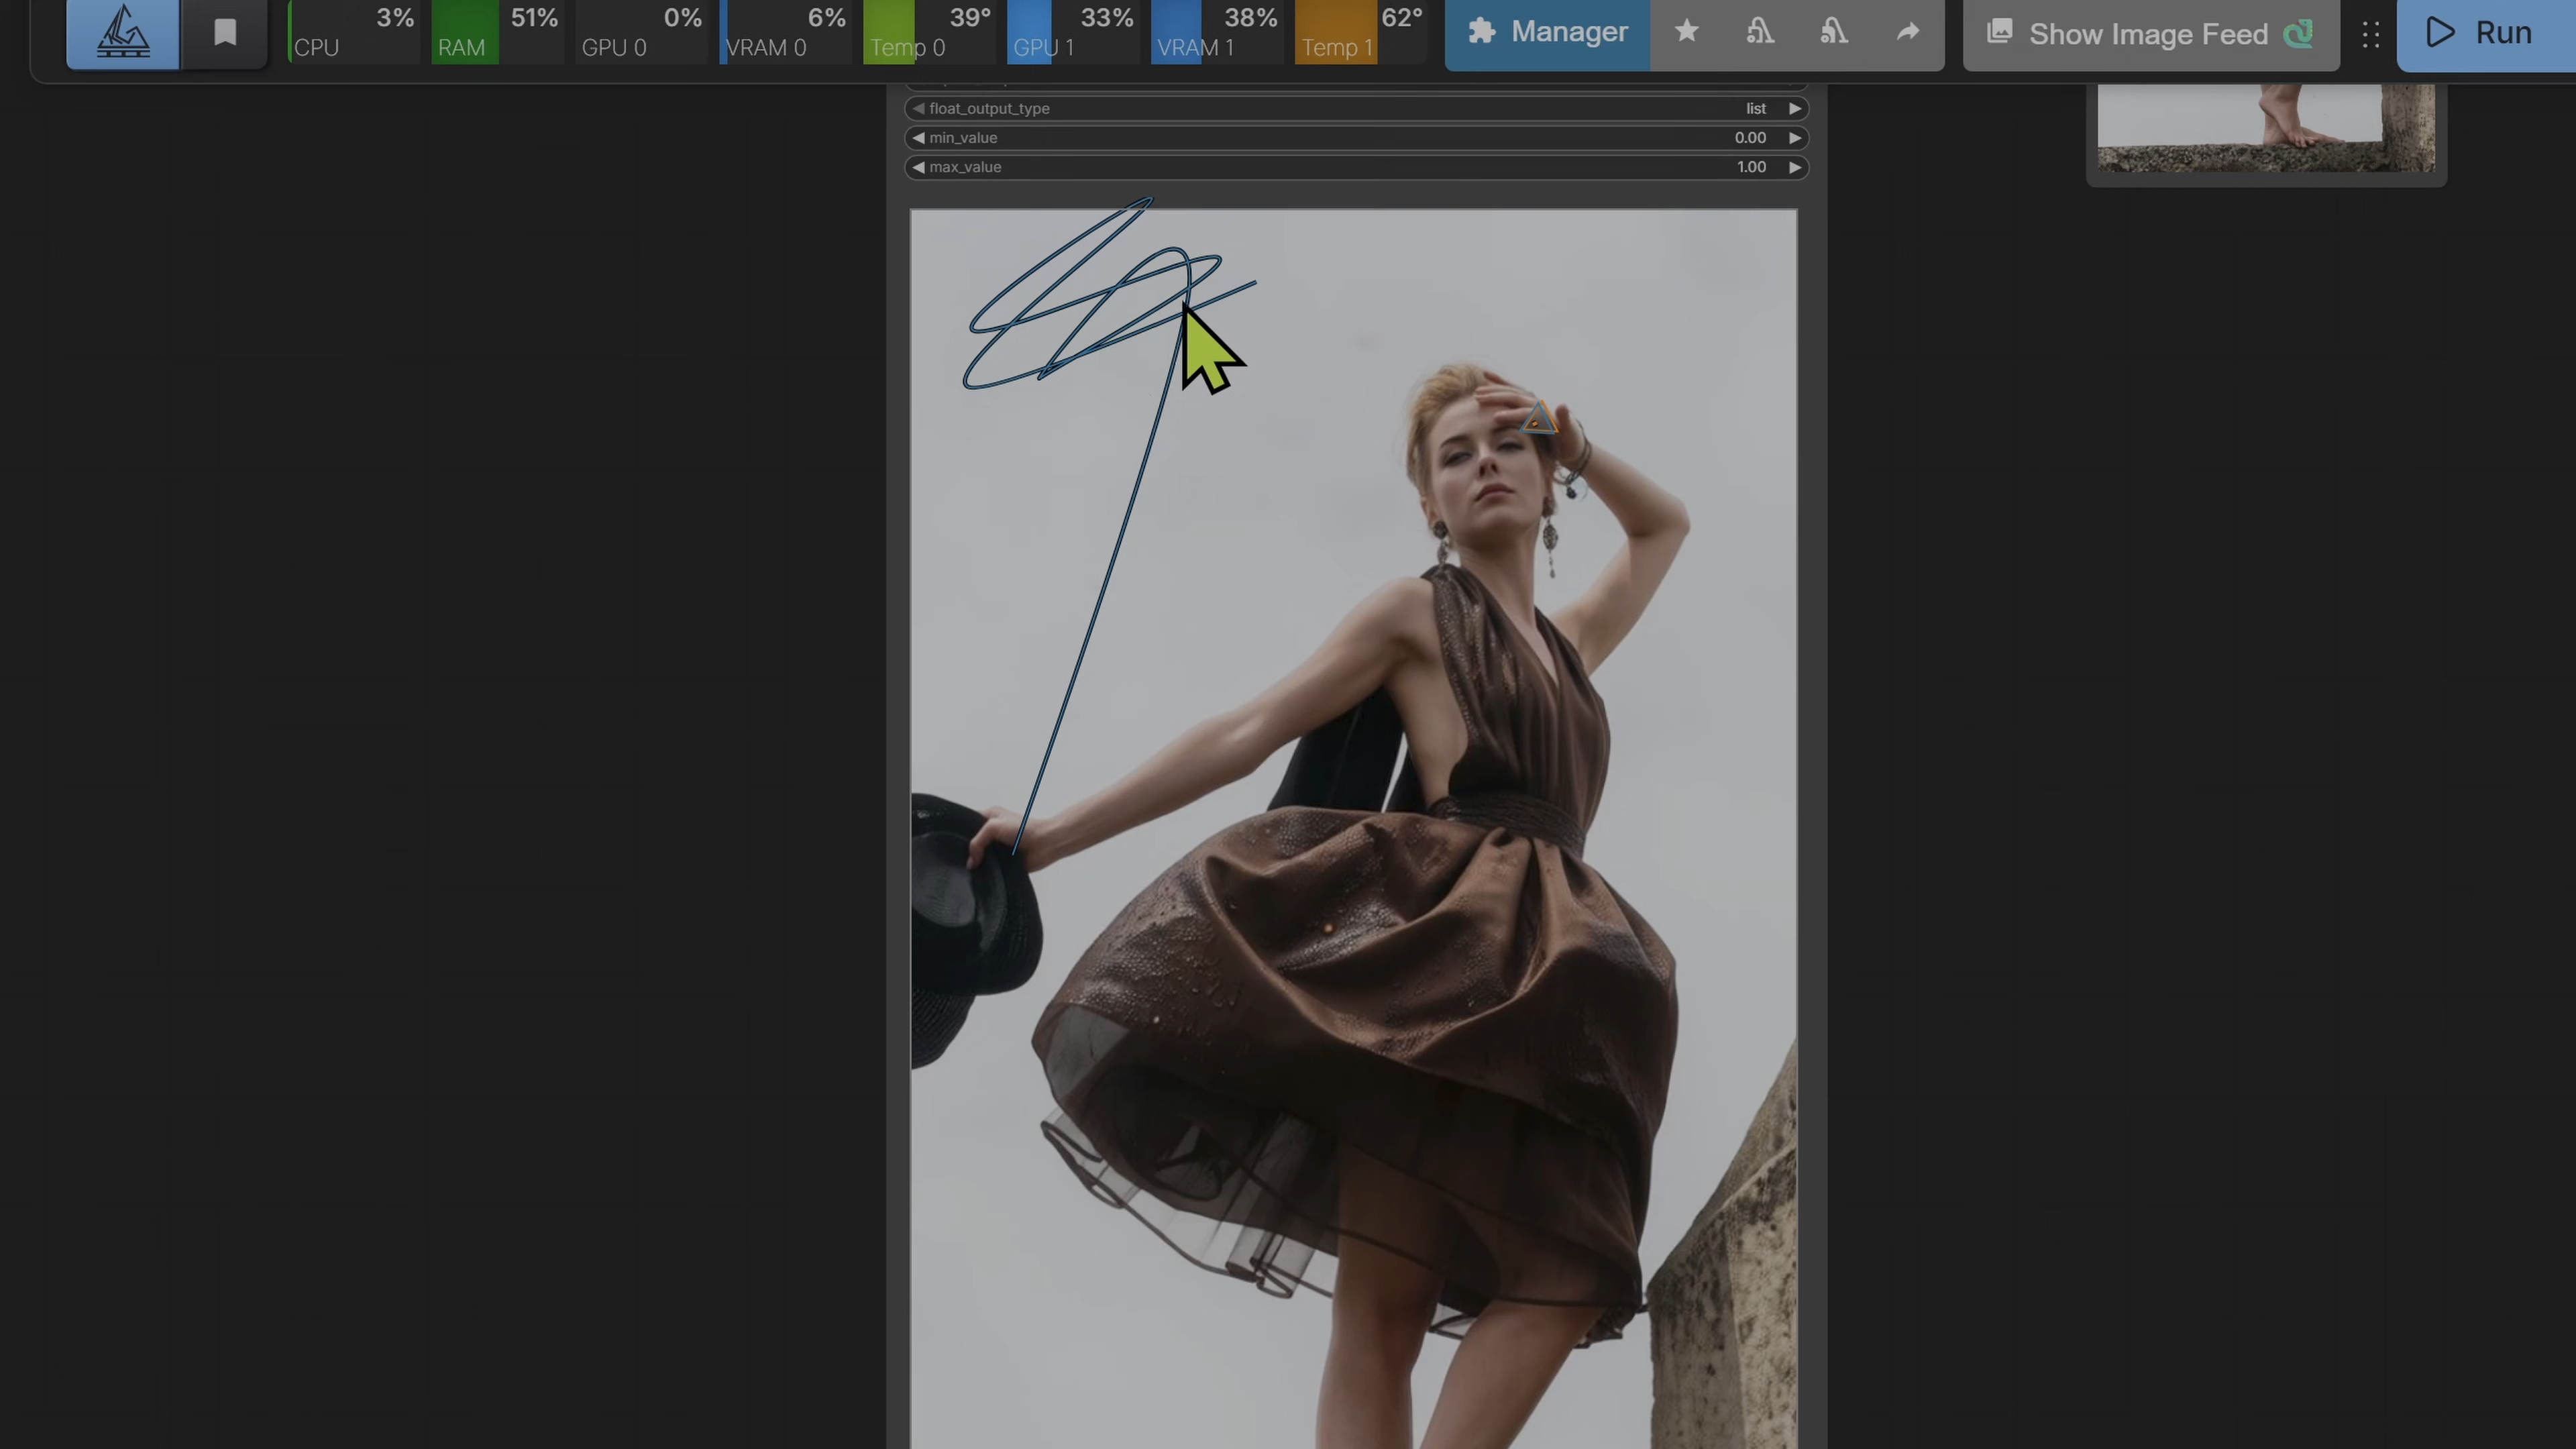 3% 51% 0% 6% 39° 33% 38% 62°
CPU RAM GPU 0 VRAM 0 Temp 0 GPU 1 VRAM 1 Temp 1
Manager
Show Image Feed
Run
float_output_type list
min_value 0.00
max_value 1.00